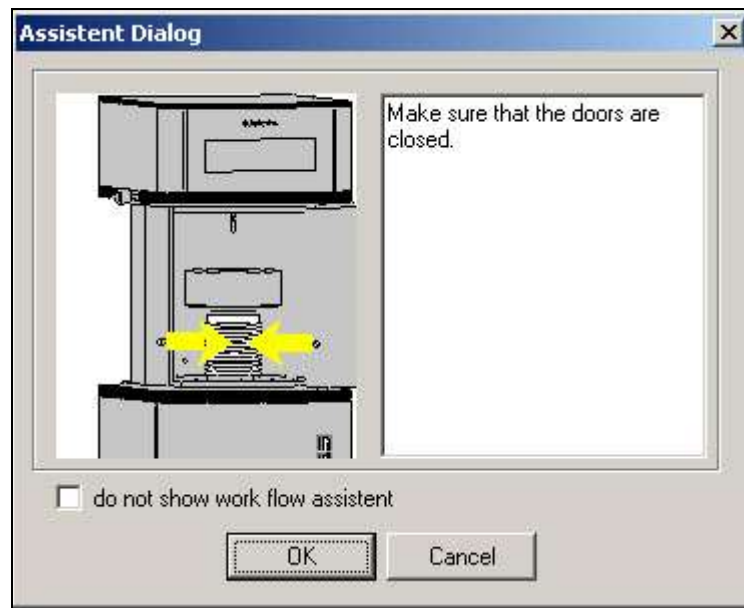 Assistent Dialog
Make sure that the doors are
closed.
do not show work flow assistent
OK
Cancel